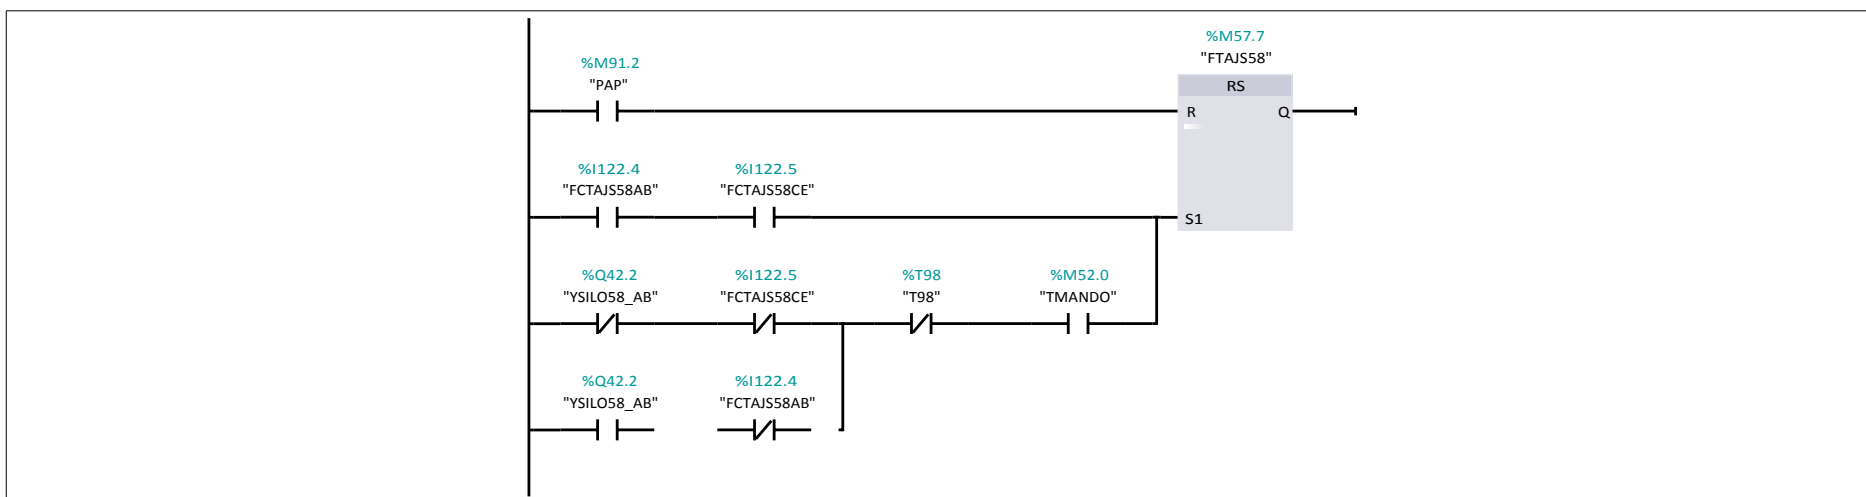 %M57.7
"FTAJS58"
%M91.2
"PAP"
RS
R Q
%I122.4 %I122.5
"FCTAJS58AB" "FCTAJS58CE"
S1
%Q42.2 %I122.5 %T98 %M52.0
"YSILO58_AB" "FCTAJS58CE" "T98" "TMANDO"
%Q42.2 %I122.4
"YSILO58_AB" "FCTAJS58AB"